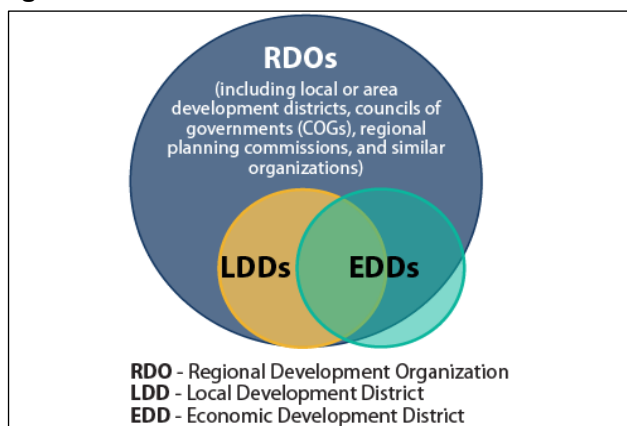 RDOs
(including local or area
development districts, councils of
governments (COGs), regional
planning commissions, and similar
organizations)
LDDs EDDs
RDO - Regional Development Organization
LDD - Local Development District
EDD - Economic Development District